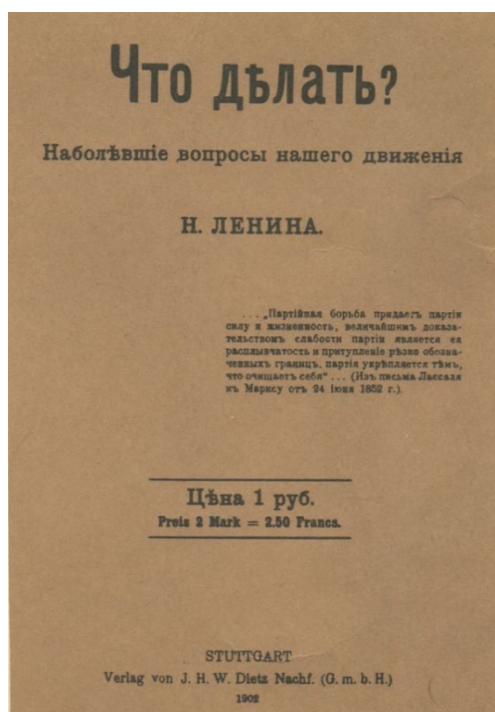 Что дѣлать?
Наболѣвшіе вопросы нашего движенія
Н. ЛЕНИНА.
... „Партійная борьба придаетъ партіи
силу и жизненность, величайшимъ доказа-
тельствомъ слабости партіи является ея
расплывчатость и притупленіе рѣзко обозна-
ченныхъ границъ, партія укрѣпляется тѣмъ,
что очищаетъ себя“ ... (Изъ письма Лассаля
къ Марксу отъ 24 іюня 1852 г.).
Цѣна 1 руб.
Preis 2 Mark = 2.50 Francs.
STUTTGART
Verlag von J. H. W. Dietz Nachf. (G. m. b. H.)
1902